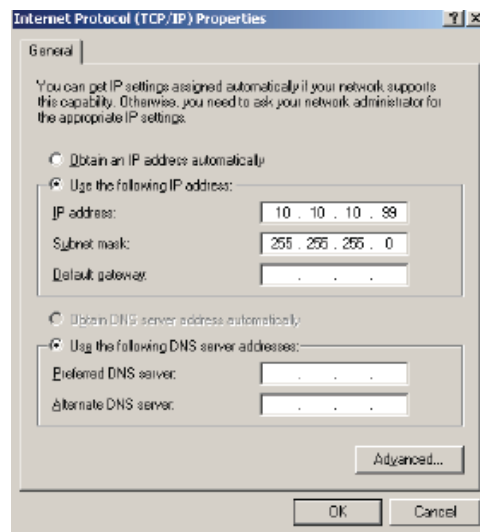 Internet Protocol (TCP/IP) Properties
General
You can get IP settings assigned automatically if your network supports
this capability. Otherwise, you need to ask your network administrator for
the appropriate IP settings.
Obtain an IP address automatically
Use the following IP address:
IP address: 10 . 10 . 10 . 99
Subnet mask: 255 . 255 . 255 . 0
Default gateway: . . .
Obtain DNS server address automatically
Use the following DNS server addresses:
Preferred DNS server: . . .
Alternate DNS server: . . .
Advanced...
OK Cancel